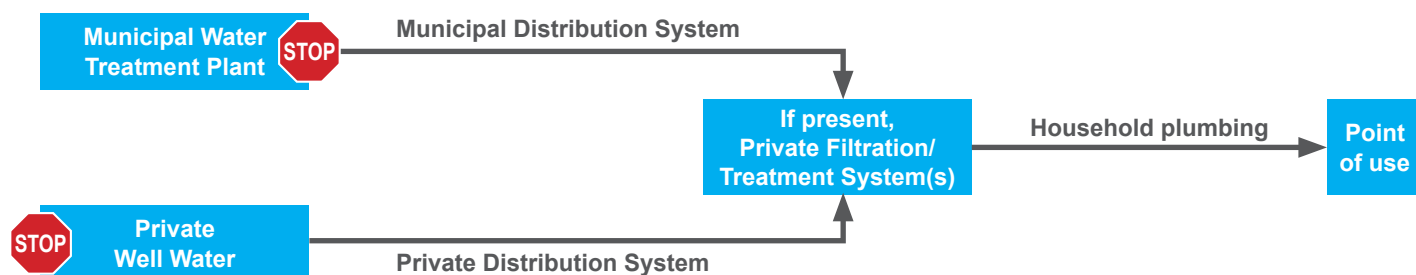 Municipal Water
Treatment Plant
STOP
Municipal Distribution System
If present,
Private Filtration/
Treatment System(s)
Household plumbing
Point
of use
STOP
Private
Well Water
Private Distribution System